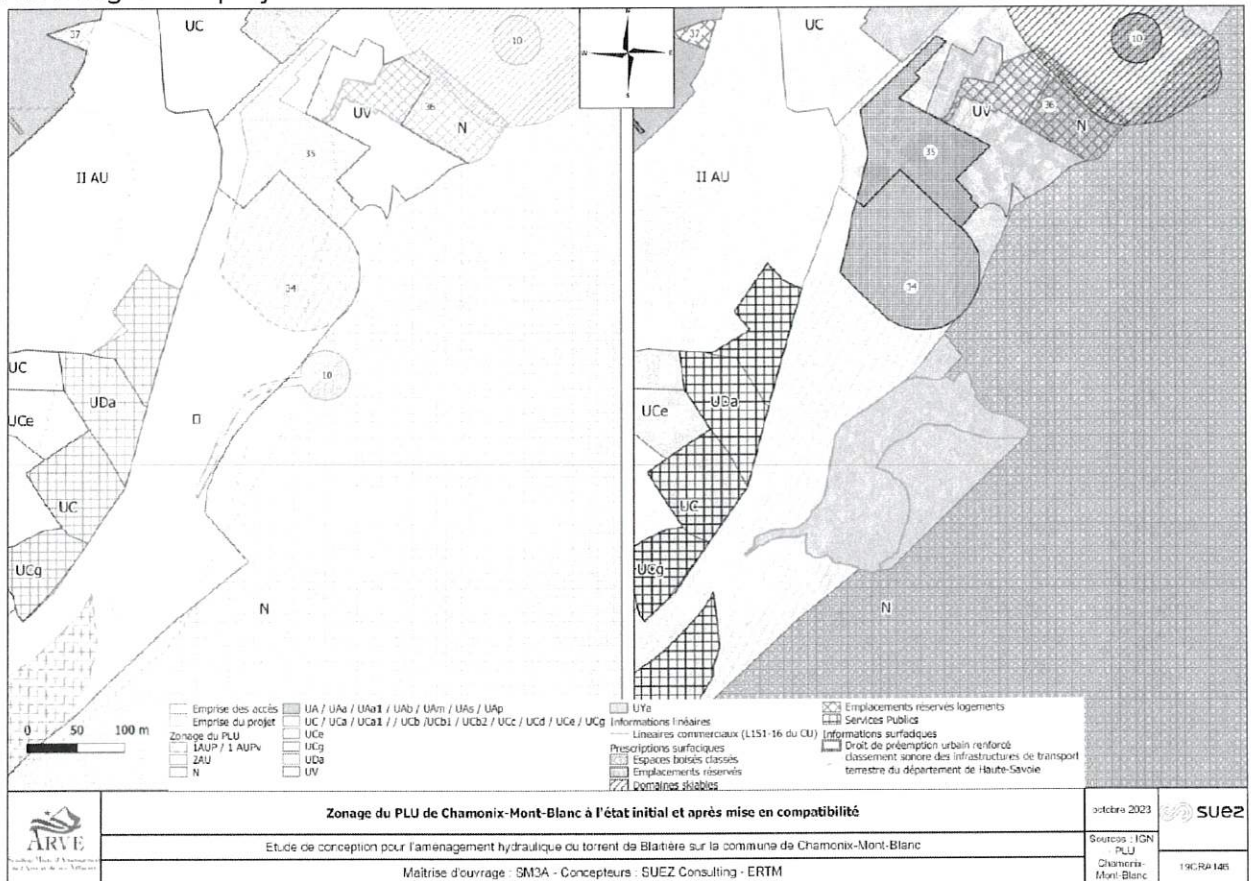 UC
37
10
UV
36
N
35
II AU
34
10
UC
UDa
UCe
UC
UCg
N
UC
37
10
UV
36
N
35
II AU
34
UDa
UCe
UC
UCg
N
0 50 100 m
Emprise des accès
Emprise du projet
Zonage du PLU
1AUP / 1 AUPv
2AU
N
UA / UAa / UAa1 / UAb / UAm / UAs / UAp
UC / UCa / UCa1 / / UCb /UCb1 / UCb2 / UCc / UCd / UCe / UCg
UCe
UCg
UDa
UV
UYa
Informations linéaires
Linéaires commerciaux (L151-16 du CU)
Prescriptions surfaciques
Espaces boisés classés
Emplacements réservés
Domaines skiables
Emplacements réservés logements
Services Publics
Informations surfaciques
Droit de préemption urbain renforcé
classement sonore des infrastructures de transport
terrestre du département de Haute-Savoie
ARVE
Zonage du PLU de Chamonix-Mont-Blanc à l'état initial et après mise en compatibilité
Etude de conception pour l'aménagement hydraulique du torrent de Blaitière sur la commune de Chamonix-Mont-Blanc
Maîtrise d'ouvrage : SM3A - Concepteurs : SUEZ Consulting - ERTM
octobre 2023
suez
Sources : IGN
- PLU
Chamonix-
Mont-Blanc
19CRA146